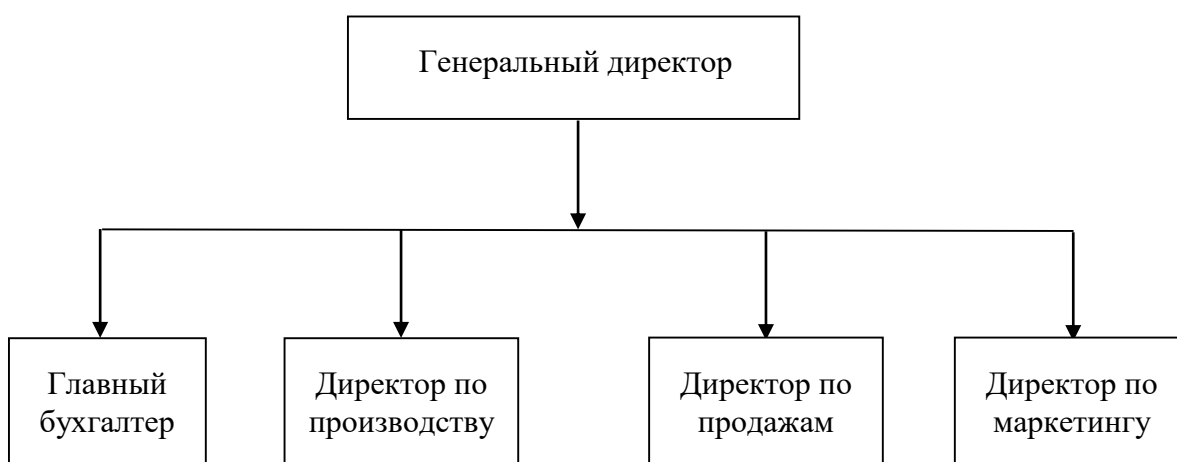 Генеральный директор
Главный
бухгалтер
Директор по
производству
Директор по
продажам
Директор по
маркетингу